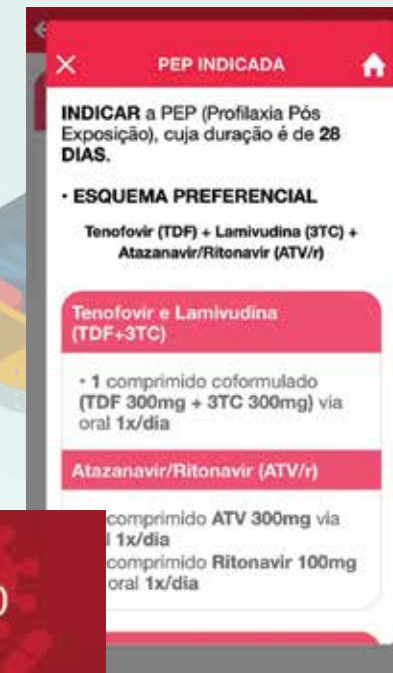 PEP INDICADA
INDICAR a PEP (Profilaxia Pós
Exposição), cuja duração é de 28
DIAS.
· ESQUEMA PREFERENCIAL
Tenofovir (TDF) + Lamivudina (3TC) +
Atazanavir/Ritonavir (ATV/r)
Tenofovir e Lamivudina
(TDF+3TC)
· 1 comprimido coformulado
(TDF 300mg + 3TC 300mg) via
oral 1x/dia
Atazanavir/Ritonavir (ATV/r)
comprimido ATV 300mg via
1x/dia
comprimido Ritonavir 100mg
oral 1x/dia